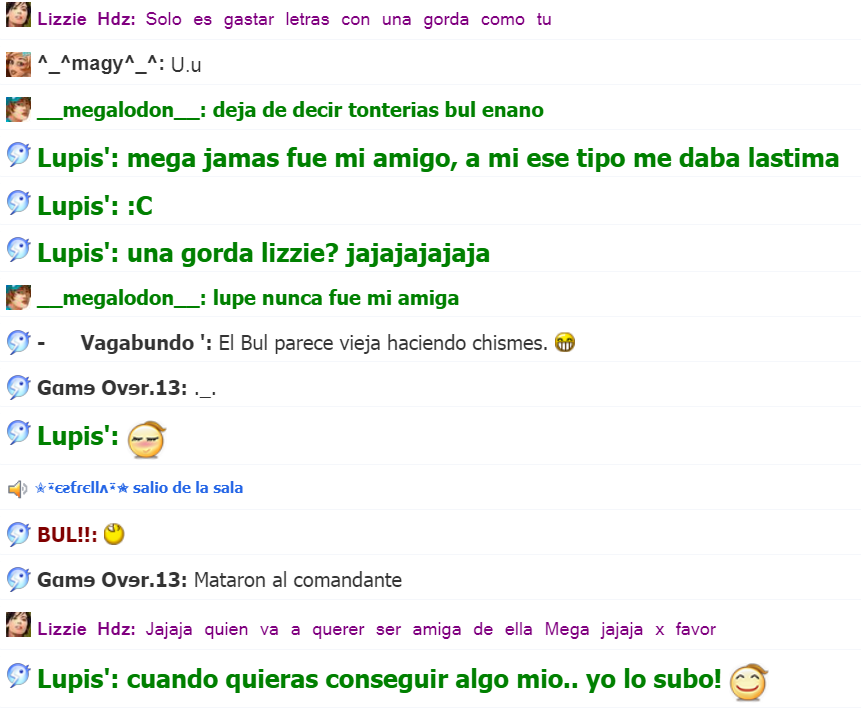 Lizzie Hdz: Solo es gastar letras con una gorda como tu
^_^magy^_^: U.u
__megalodon__: deja de decir tonterias bul enano
Lupis': mega jamas fue mi amigo, a mi ese tipo me daba lastima
Lupis': :C
Lupis': una gorda lizzie? jajajajajaja
__megalodon__: lupe nunca fue mi amiga
- Vagabundo ': El Bul parece vieja haciendo chismes.
Gɑmɘ Ovɘr.13: ._.
Lupis':
✯⌆єƨtrєllʌ⌆✯ salio de la sala
BUL!!:
Gɑmɘ Ovɘr.13: Mataron al comandante
Lizzie Hdz: Jajaja quien va a querer ser amiga de ella Mega jajaja x favor
Lupis': cuando quieras conseguir algo mio.. yo lo subo!